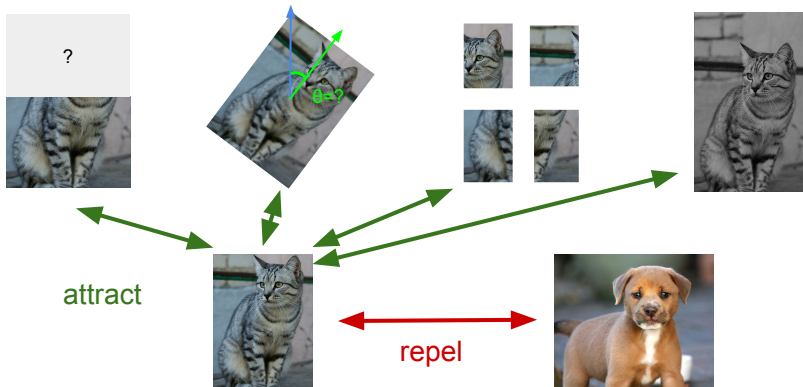 ?
θ=?
attract
repel